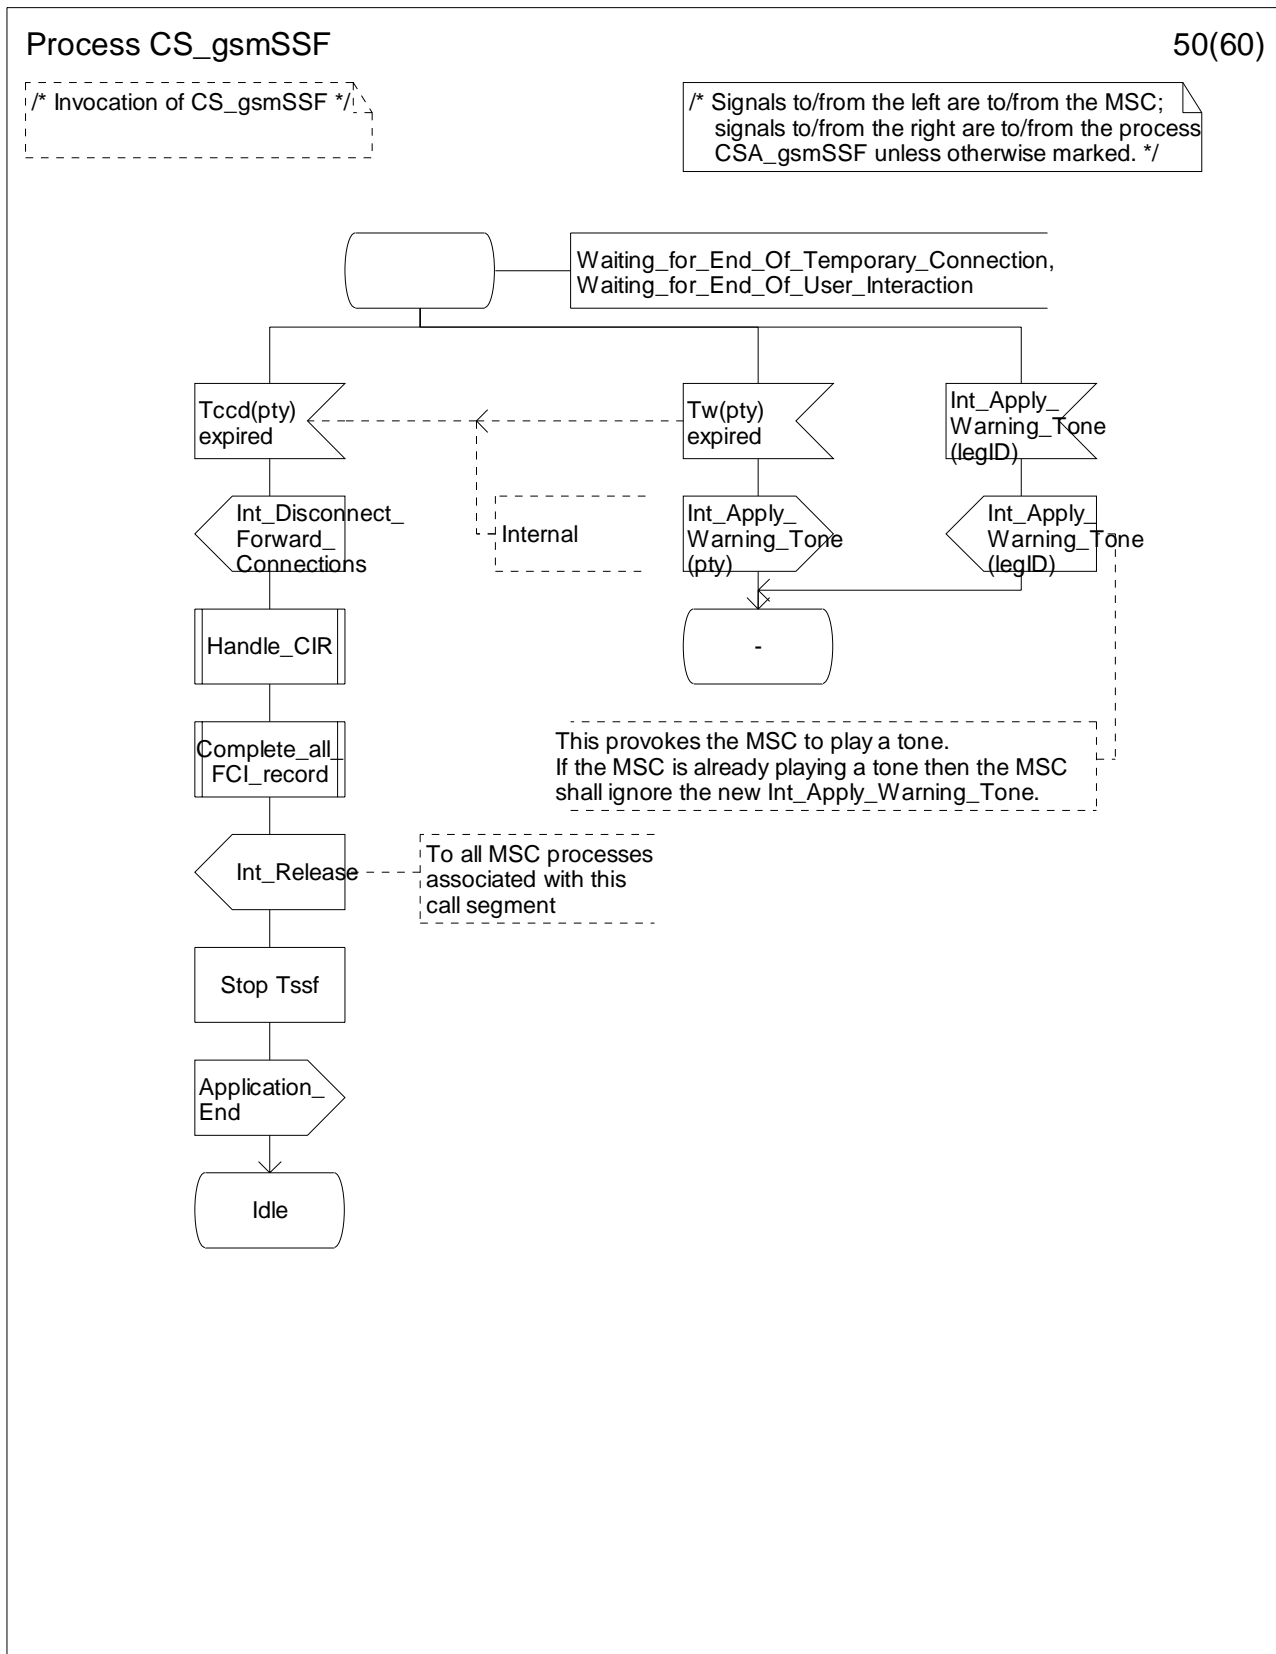 Process CS_gsmSSF
50(60)
/* Invocation of CS_gsmSSF */
/* Signals to/from the left are to/from the MSC;
signals to/from the right are to/from the process
CSA_gsmSSF unless otherwise marked. */
Waiting_for_End_Of_Temporary_Connection,
Waiting_for_End_Of_User_Interaction
Tccd(pty)
expired
Tw(pty)
expired
Int_Apply_
Warning_Tone
(legID)
Int_Disconnect_
Forward_
Connections
Internal
Int_Apply_
Warning_Tone
(pty)
Int_Apply_
Warning_Tone
(legID)
Handle_CIR
-
Complete_all_
FCI_record
This provokes the MSC to play a tone.
If the MSC is already playing a tone then the MSC
shall ignore the new Int_Apply_Warning_Tone.
Int_Release
To all MSC processes
associated with this
call segment
Stop Tssf
Application_
End
Idle